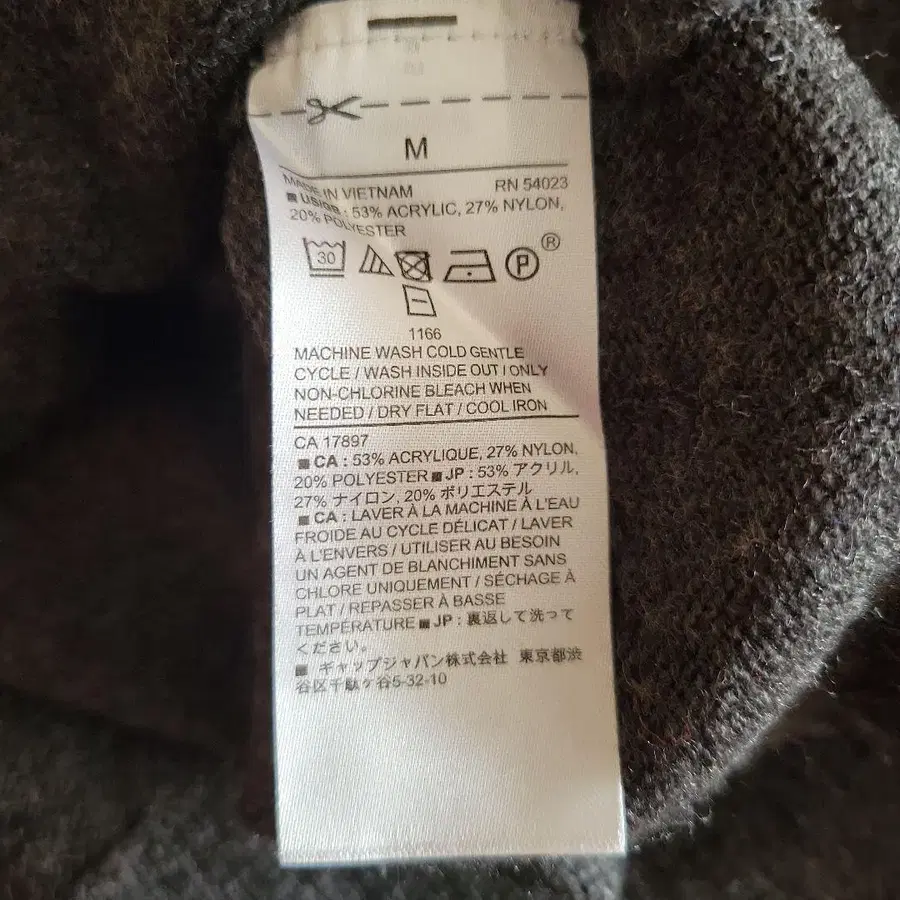 M
MADE IN VIETNAM RN 54023
■ : 53% ACRYLIC, 27% NYLON,
20% POLYESTER
30 P ®
1166
MACHINE WASH COLD GENTLE
CYCLE / WASH INSIDE OUT / ONLY
NON-CHLORINE BLEACH WHEN
NEEDED / DRY FLAT / COOL IRON
CA 17897
■ CA : 53% ACRYLIQUE, 27% NYLON,
20% POLYESTER ■ JP : 53% アクリル,
27% ナイロン, 20% ポリエステル
■ CA : LAVER À LA MACHINE À L'EAU
FROIDE AU CYCLE DÉLICAT / LAVER
À L'ENVERS / UTILISER AU BESOIN
UN AGENT DE BLANCHIMENT SANS
CHLORE UNIQUEMENT / SÉCHAGE À
PLAT / REPASSER À BASSE
TEMPÉRATURE ■ JP : 裏返して洗って
ください。
■ ギャップジャパン株式会社 東京都渋
谷区千駄ケ谷5-32-10